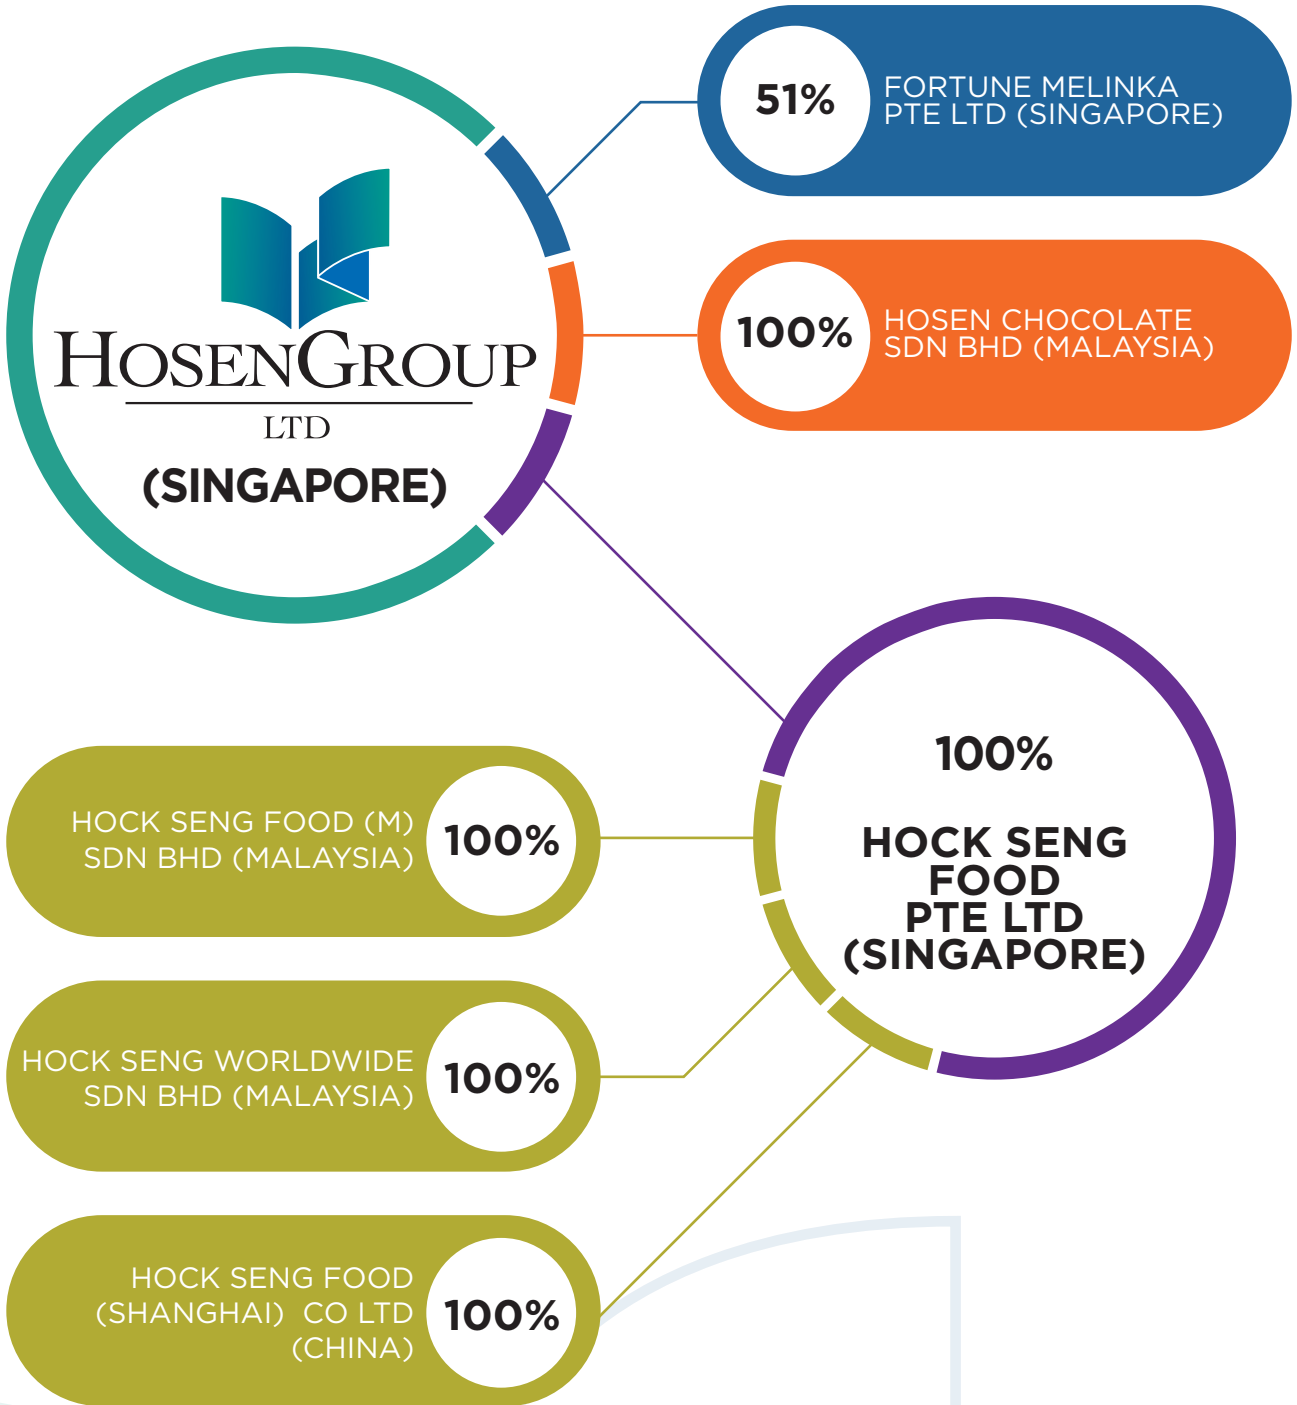 HOSENGROUP
LTD
(SINGAPORE)
51%
FORTUNE MELINKA
PTE LTD (SINGAPORE)
100%
HOSEN CHOCOLATE
SDN BHD (MALAYSIA)
100%
HOCK SENG
FOOD
PTE LTD
(SINGAPORE)
HOCK SENG FOOD (M)
SDN BHD (MALAYSIA)
100%
HOCK SENG WORLDWIDE
SDN BHD (MALAYSIA)
100%
HOCK SENG FOOD
(SHANGHAI) CO LTD
(CHINA)
100%